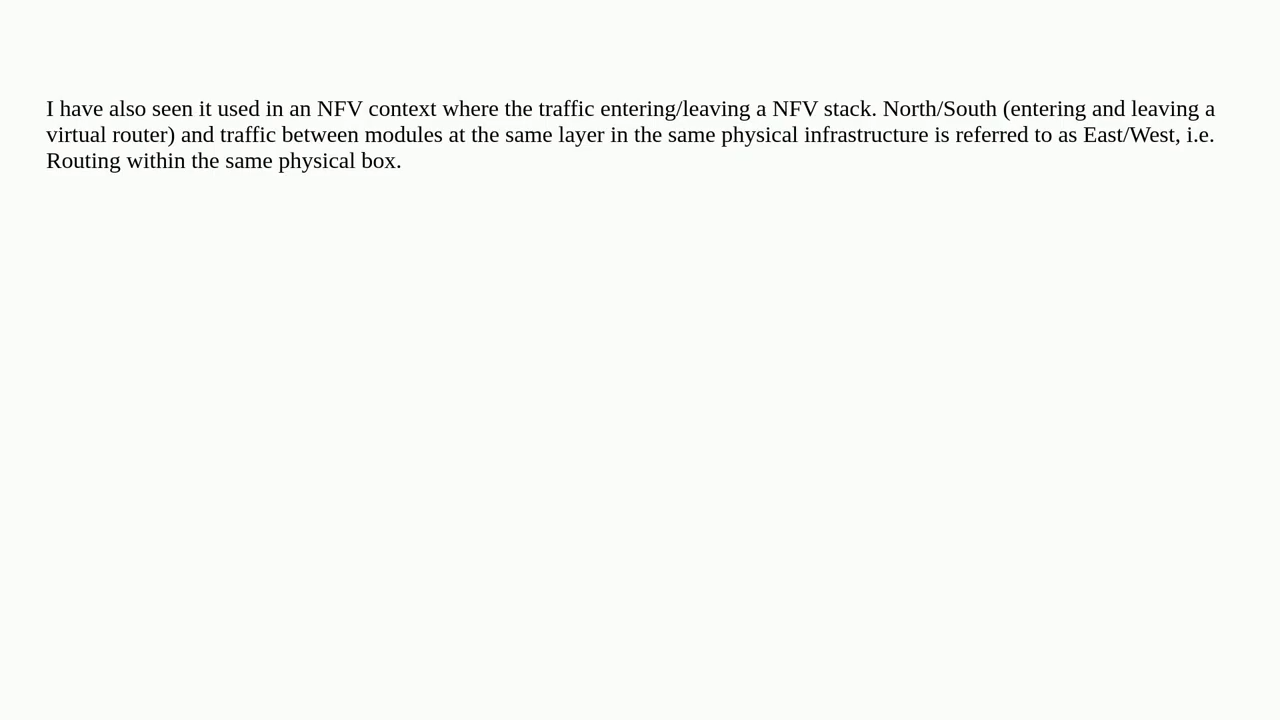 I have also seen it used in an NFV context where the traffic entering/leaving a NFV stack. North/South (entering and leaving a
virtual router) and traffic between modules at the same layer in the same physical infrastructure is referred to as East/West, i.e.
Routing within the same physical box.